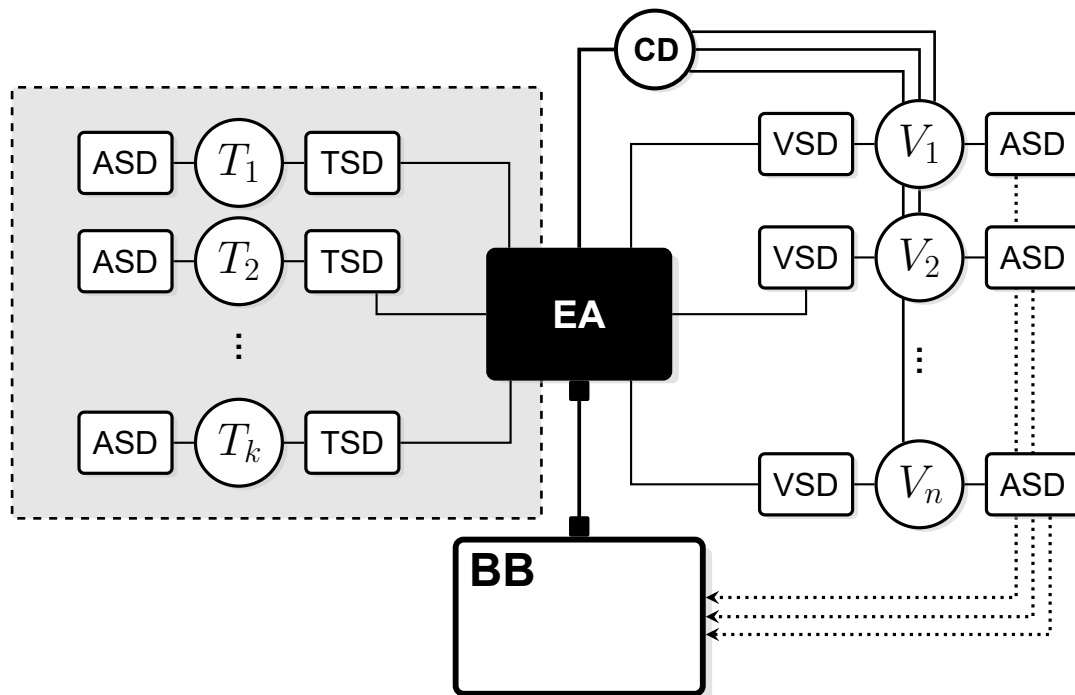 CD
ASD T₁ TSD
VSD V₁ ASD
ASD T₂ TSD
VSD V₂ ASD
EA
⋮
⋮
ASD Tₖ TSD
VSD Vₙ ASD
BB